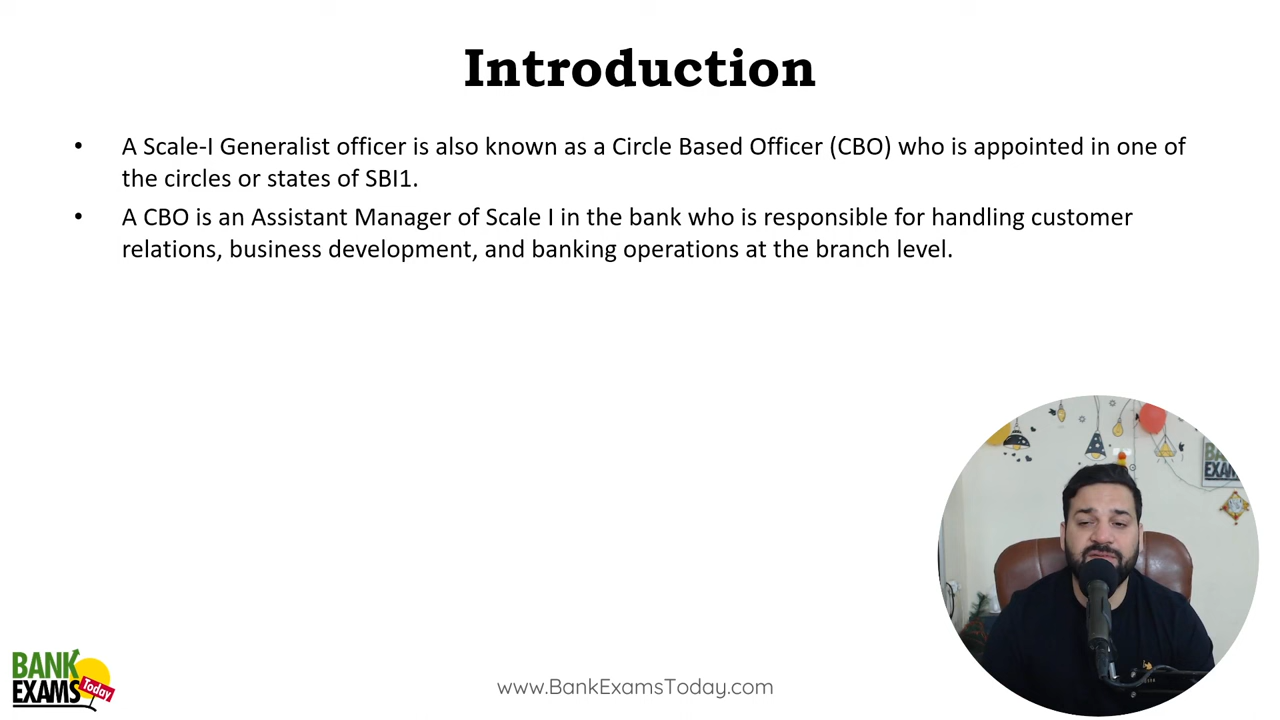 Introduction
• A Scale-I Generalist officer is also known as a Circle Based Officer (CBO) who is appointed in one of
the circles or states of SBI1.
• A CBO is an Assistant Manager of Scale I in the bank who is responsible for handling customer
relations, business development, and banking operations at the branch level.
BANK
EXAMS
Today
www.BankExamsToday.com